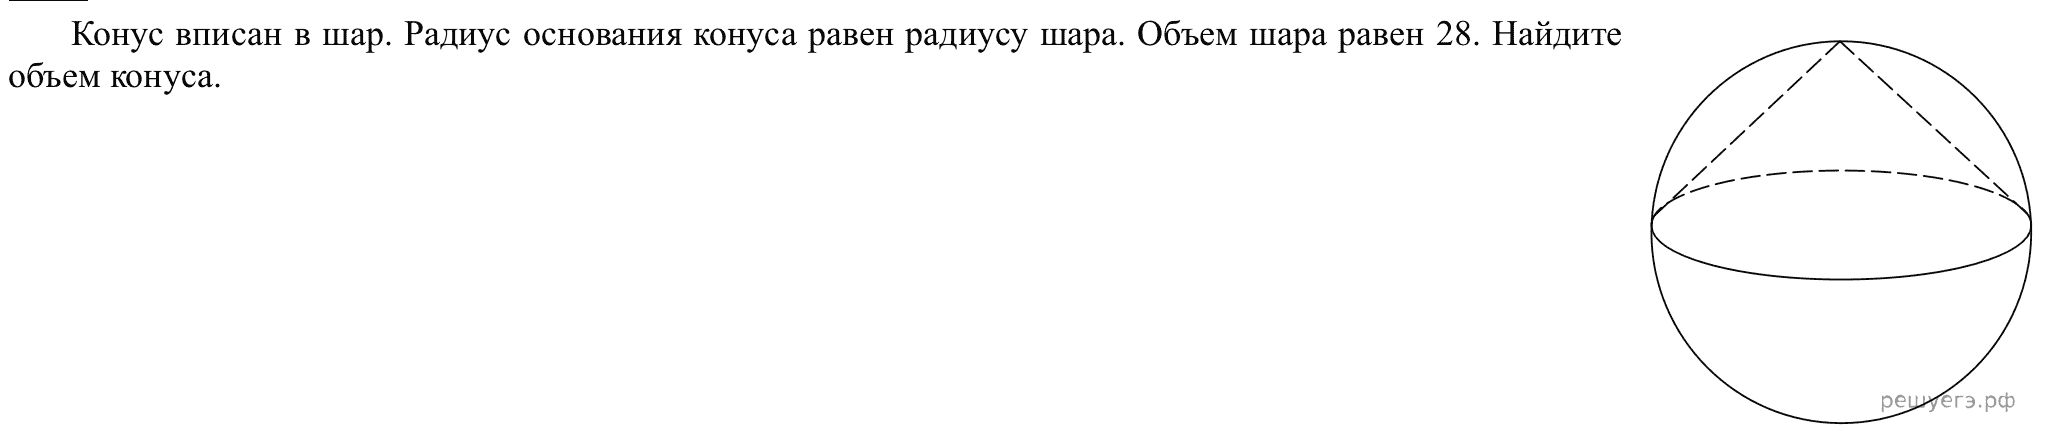 Конус вписан в шар. Радиус основания конуса равен радиусу шара. Объем шара равен 28. Найдите
объем конуса.
решуегэ.рф